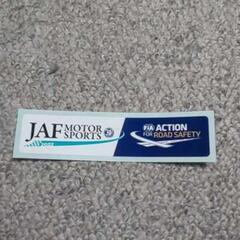 JAF MOTOR SPORTS
FIA ACTION
FOR ROAD SAFETY